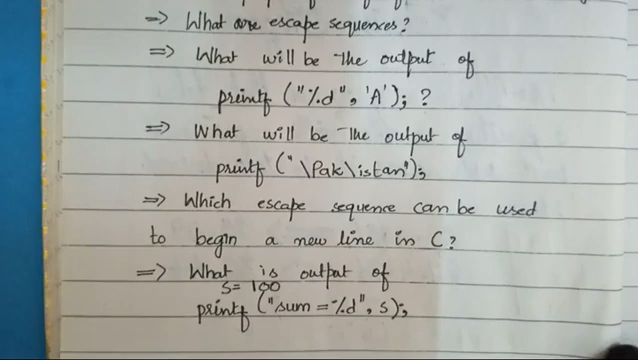 => What are escape sequences?
=> What will be the output of
printf ("%d", 'A'); ?
=> What will be the output of
printf ("\Pak\istan");
=> Which escape sequence can be used
to begin a new line in C?
=> What is output of
S= 100
printf ("sum = %d", s);